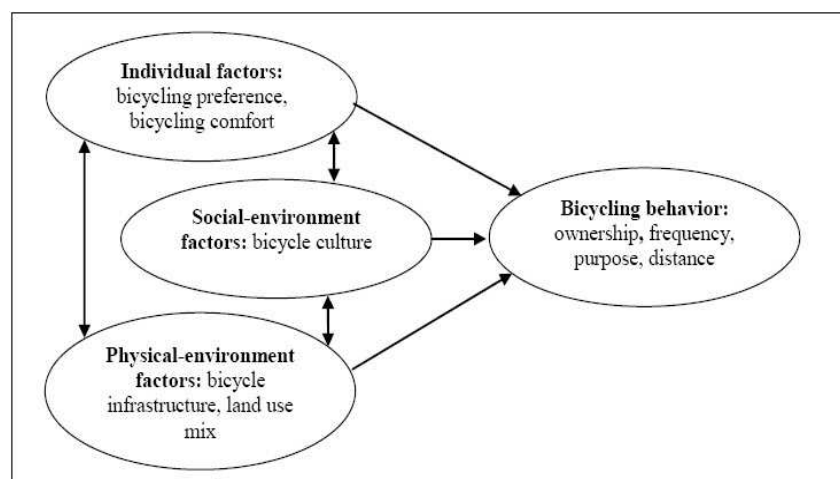 Individual factors:
bicycling preference,
bicycling comfort
Social-environment
factors: bicycle culture
Bicycling behavior:
ownership, frequency,
purpose, distance
Physical-environment
factors: bicycle
infrastructure, land use
mix